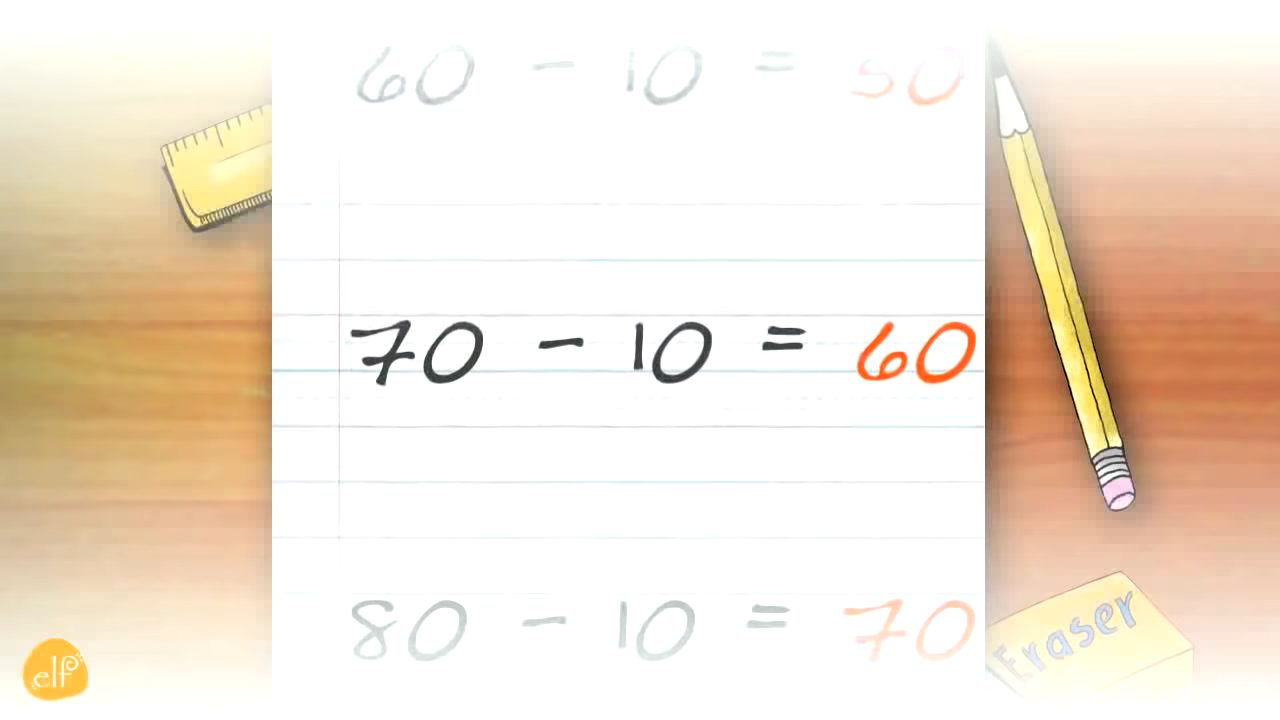 60 - 10 = 50
70 - 10 = 60
80 - 10 = 70
Eraser
elf